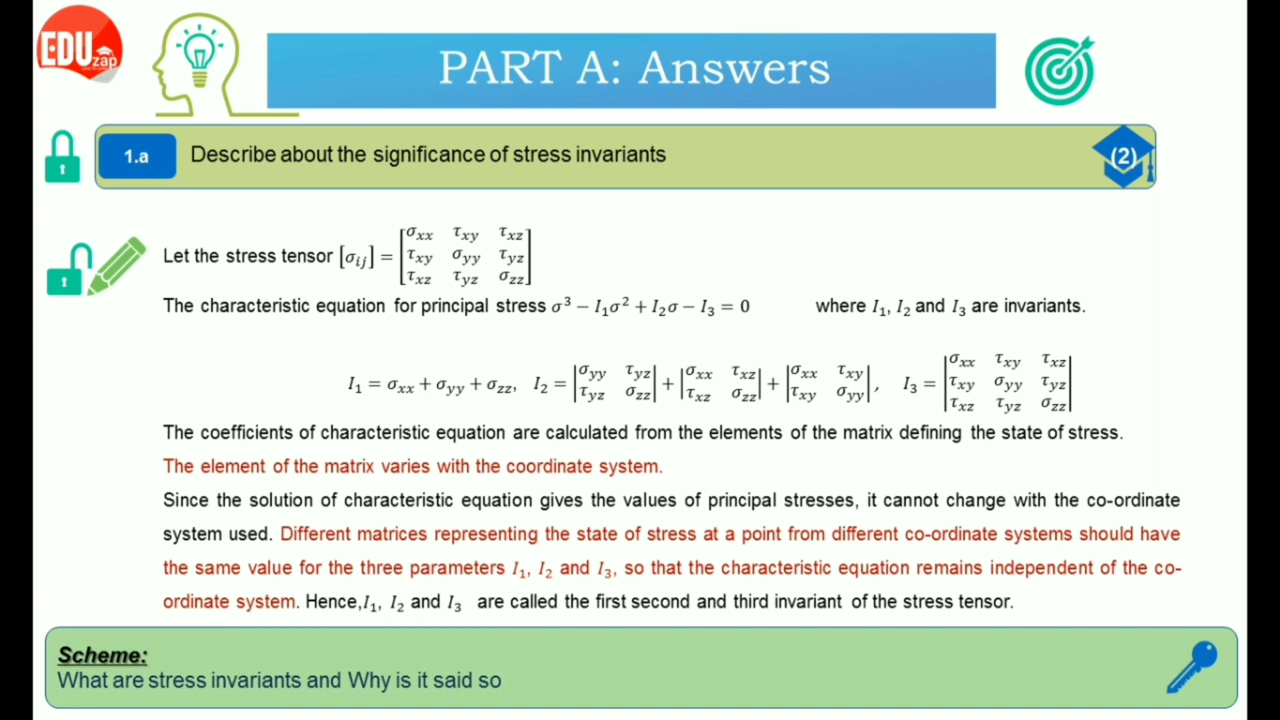 EDUzap
PART A: Answers
1.a Describe about the significance of stress invariants (2)
Let the stress tensor [σij] = [σxx τxy τxz
τxy σyy τyz
τxz τyz σzz]
The characteristic equation for principal stress σ³ − I₁σ² + I₂σ − I₃ = 0 where I₁, I₂ and I₃ are invariants.
I₁ = σxx + σyy + σzz, I₂ = |σyy τyz; τyz σzz| + |σxx τxz; τxz σzz| + |σxx τxy; τxy σyy|, I₃ = |σxx τxy τxz; τxy σyy τyz; τxz τyz σzz|
The coefficients of characteristic equation are calculated from the elements of the matrix defining the state of stress.
The element of the matrix varies with the coordinate system.
Since the solution of characteristic equation gives the values of principal stresses, it cannot change with the co-ordinate
system used. Different matrices representing the state of stress at a point from different co-ordinate systems should have
the same value for the three parameters I₁, I₂ and I₃, so that the characteristic equation remains independent of the co-
ordinate system. Hence,I₁, I₂ and I₃ are called the first second and third invariant of the stress tensor.
Scheme:
What are stress invariants and Why is it said so